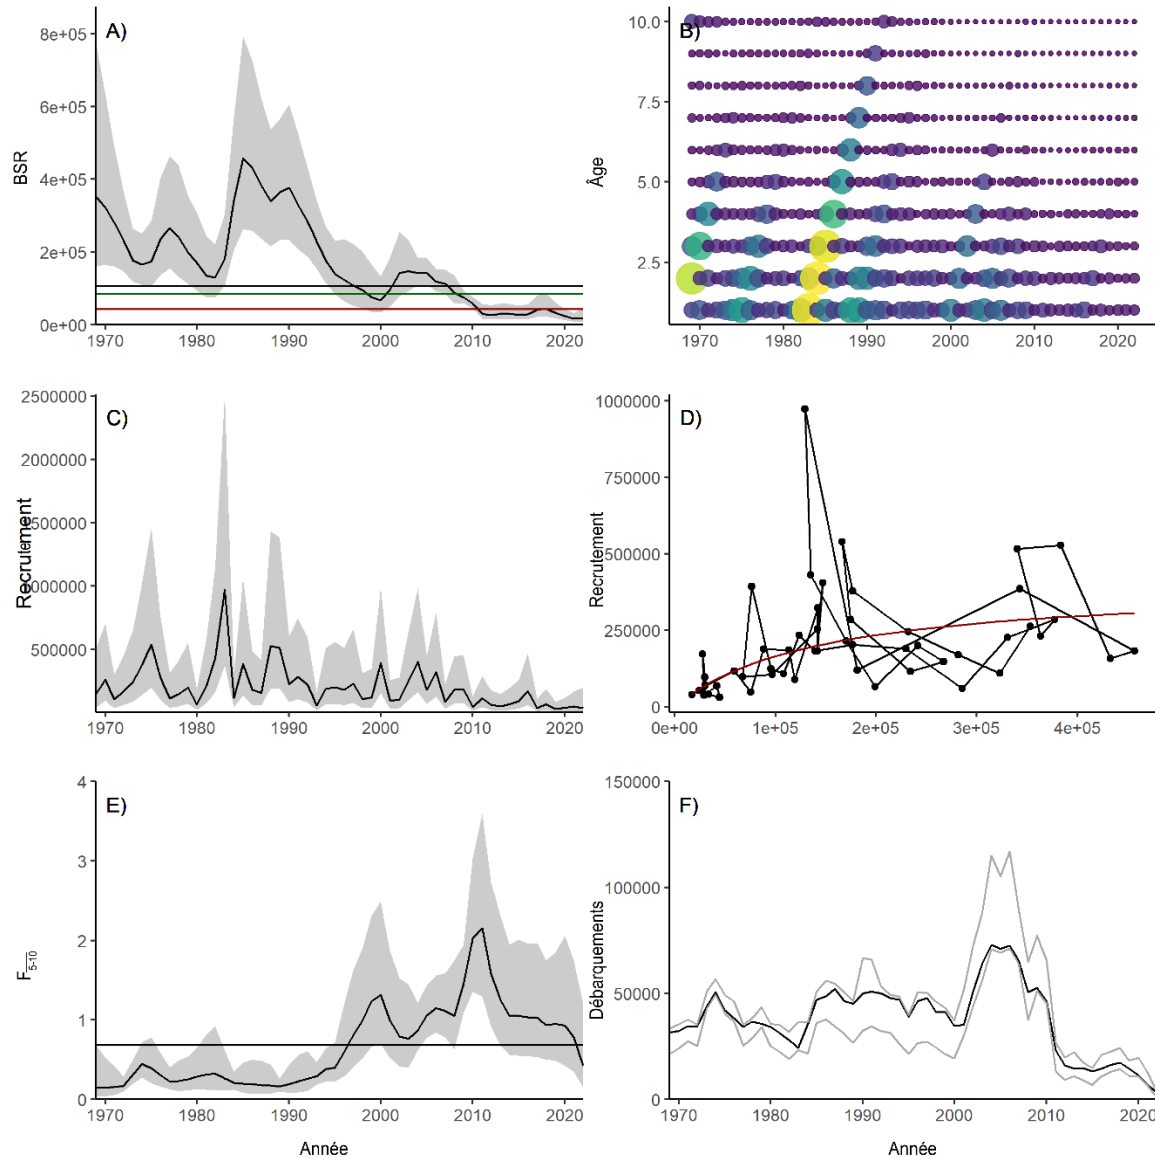 A)
BSR
8e+05
6e+05
4e+05
2e+05
0e+00
1970 1980 1990 2000 2010 2020
B)
Âge
10.0
7.5
5.0
2.5
1970 1980 1990 2000 2010 2020
C)
Recrutement
2500000
2000000
1500000
1000000
500000
1970 1980 1990 2000 2010 2020
D)
Recrutement
1000000
750000
500000
250000
0
0e+00 1e+05 2e+05 3e+05 4e+05
E)
F5-10
4
3
2
1
0
1970 1980 1990 2000 2010 2020
Année
F)
Débarquements
150000
100000
50000
0
1970 1980 1990 2000 2010 2020
Année